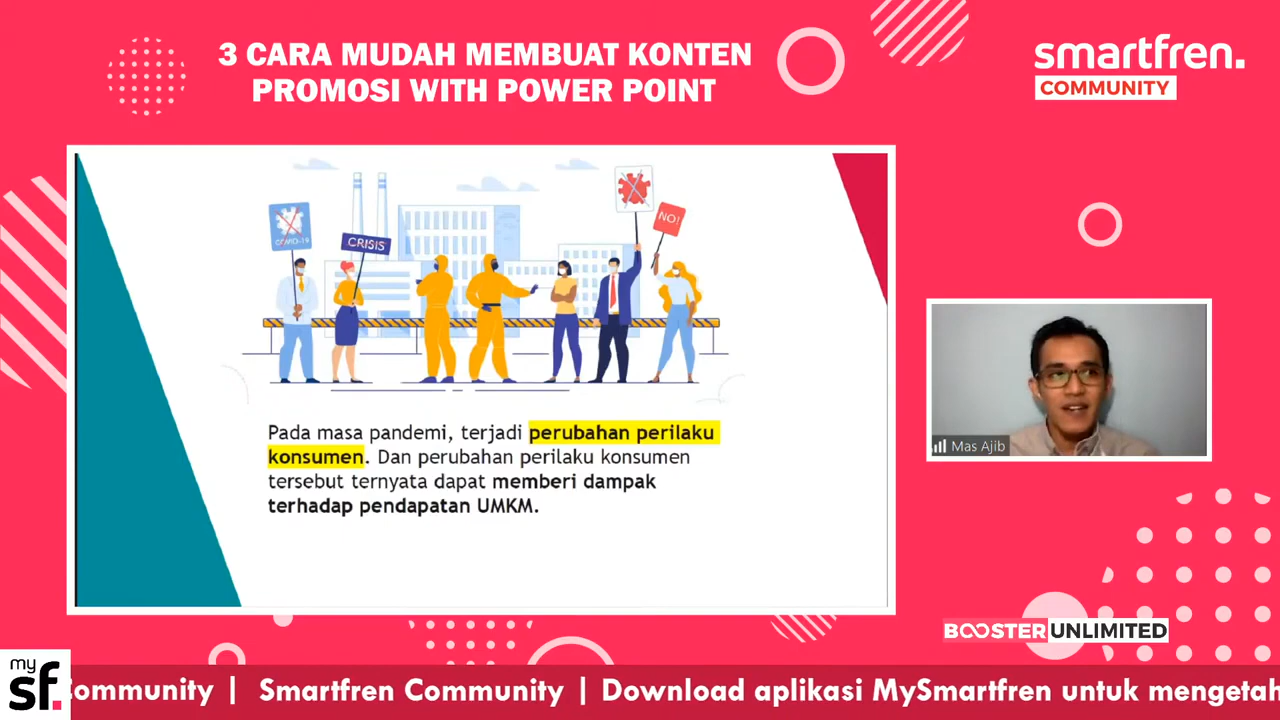 3 CARA MUDAH MEMBUAT KONTEN
PROMOSI WITH POWER POINT
smartfren.
COMMUNITY
COVID-19
CRISIS
NO!
Pada masa pandemi, terjadi perubahan perilaku
konsumen. Dan perubahan perilaku konsumen
tersebut ternyata dapat memberi dampak
terhadap pendapatan UMKM.
Mas Ajib
BOOSTER UNLIMITED
my
sf.
Community | Smartfren Community | Download aplikasi MySmartfren untuk